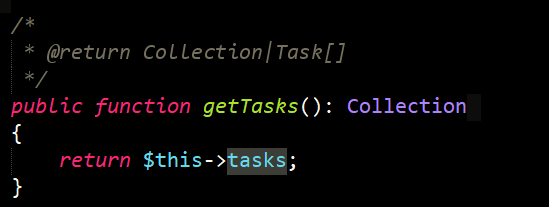 /*
 * @return Collection|Task[]
 */
public function getTasks(): Collection
{
    return $this->tasks;
}